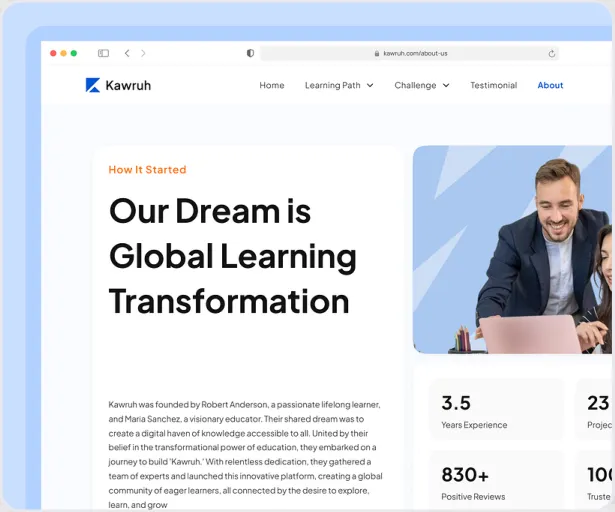 kawruh.com/about-us
Kawruh
Home
Learning Path
Challenge
Testimonial
About
How It Started
Our Dream is
Global Learning
Transformation
Kawruh was founded by Robert Anderson, a passionate lifelong learner,
and Maria Sanchez, a visionary educator. Their shared dream was to
create a digital haven of knowledge accessible to all. United by their
belief in the transformational power of education, they embarked on a
journey to build 'Kawruh.' With relentless dedication, they gathered a
team of experts and launched this innovative platform, creating a global
community of eager learners, all connected by the desire to explore,
learn, and grow
3.5
Years Experience
23
Projec
830+
Positive Reviews
100
Truste